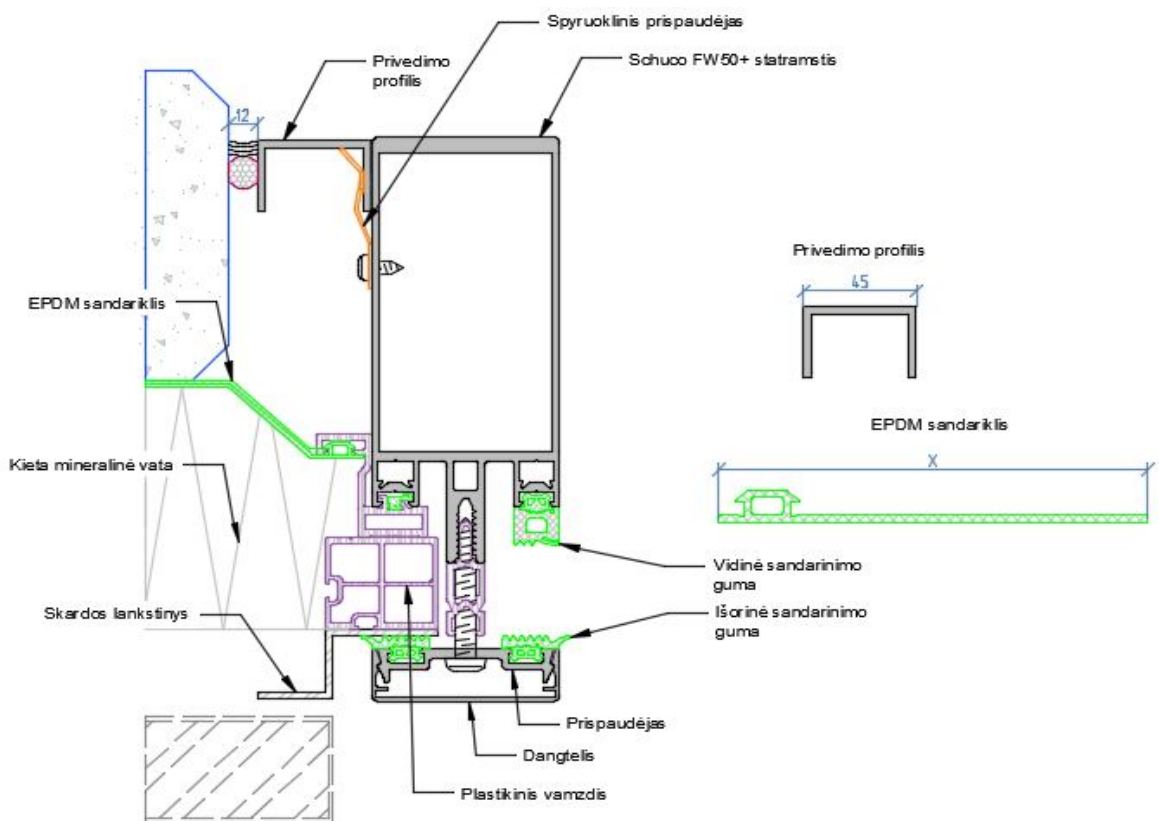 Spyruoklinis prispaudėjas
Privedimo
profilis
Schuco FW50+ statramstis
12
Privedimo profilis
45
EPDM sandariklis
EPDM sandariklis
X
Kieta mineralinė vata
Vidinė sandarinimo
guma
Skardos lankstinys
Išorinė sandarinimo
guma
Prispaudėjas
Dangtelis
Plastikinis vamzdis